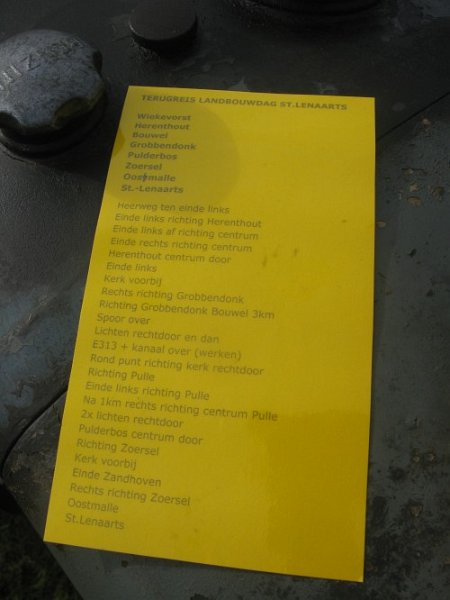 TERUGREIS LANDBOUWDAG ST.LENAARTS
Wiekevorst
Herenthout
Bouwel
Grobbendonk
Pulderbos
Zoersel
Oostmalle
St.-Lenaarts
Heerweg ten einde links
Einde links richting Herenthout
Einde links af richting centrum
Einde rechts richting centrum
Herenthout centrum door
Einde links
Kerk voorbij
Rechts richting Grobbendonk
Richting Grobbendonk Bouwel 3km
Spoor over
Lichten rechtdoor en dan
E313 + kanaal over (werken)
Rond punt richting kerk rechtdoor
Richting Pulle
Einde links richting Pulle
Na 1km rechts richting centrum Pulle
2x lichten rechtdoor
Pulderbos centrum door
Richting Zoersel
Kerk voorbij
Einde Zandhoven
Rechts richting Zoersel
Oostmalle
St.Lenaarts